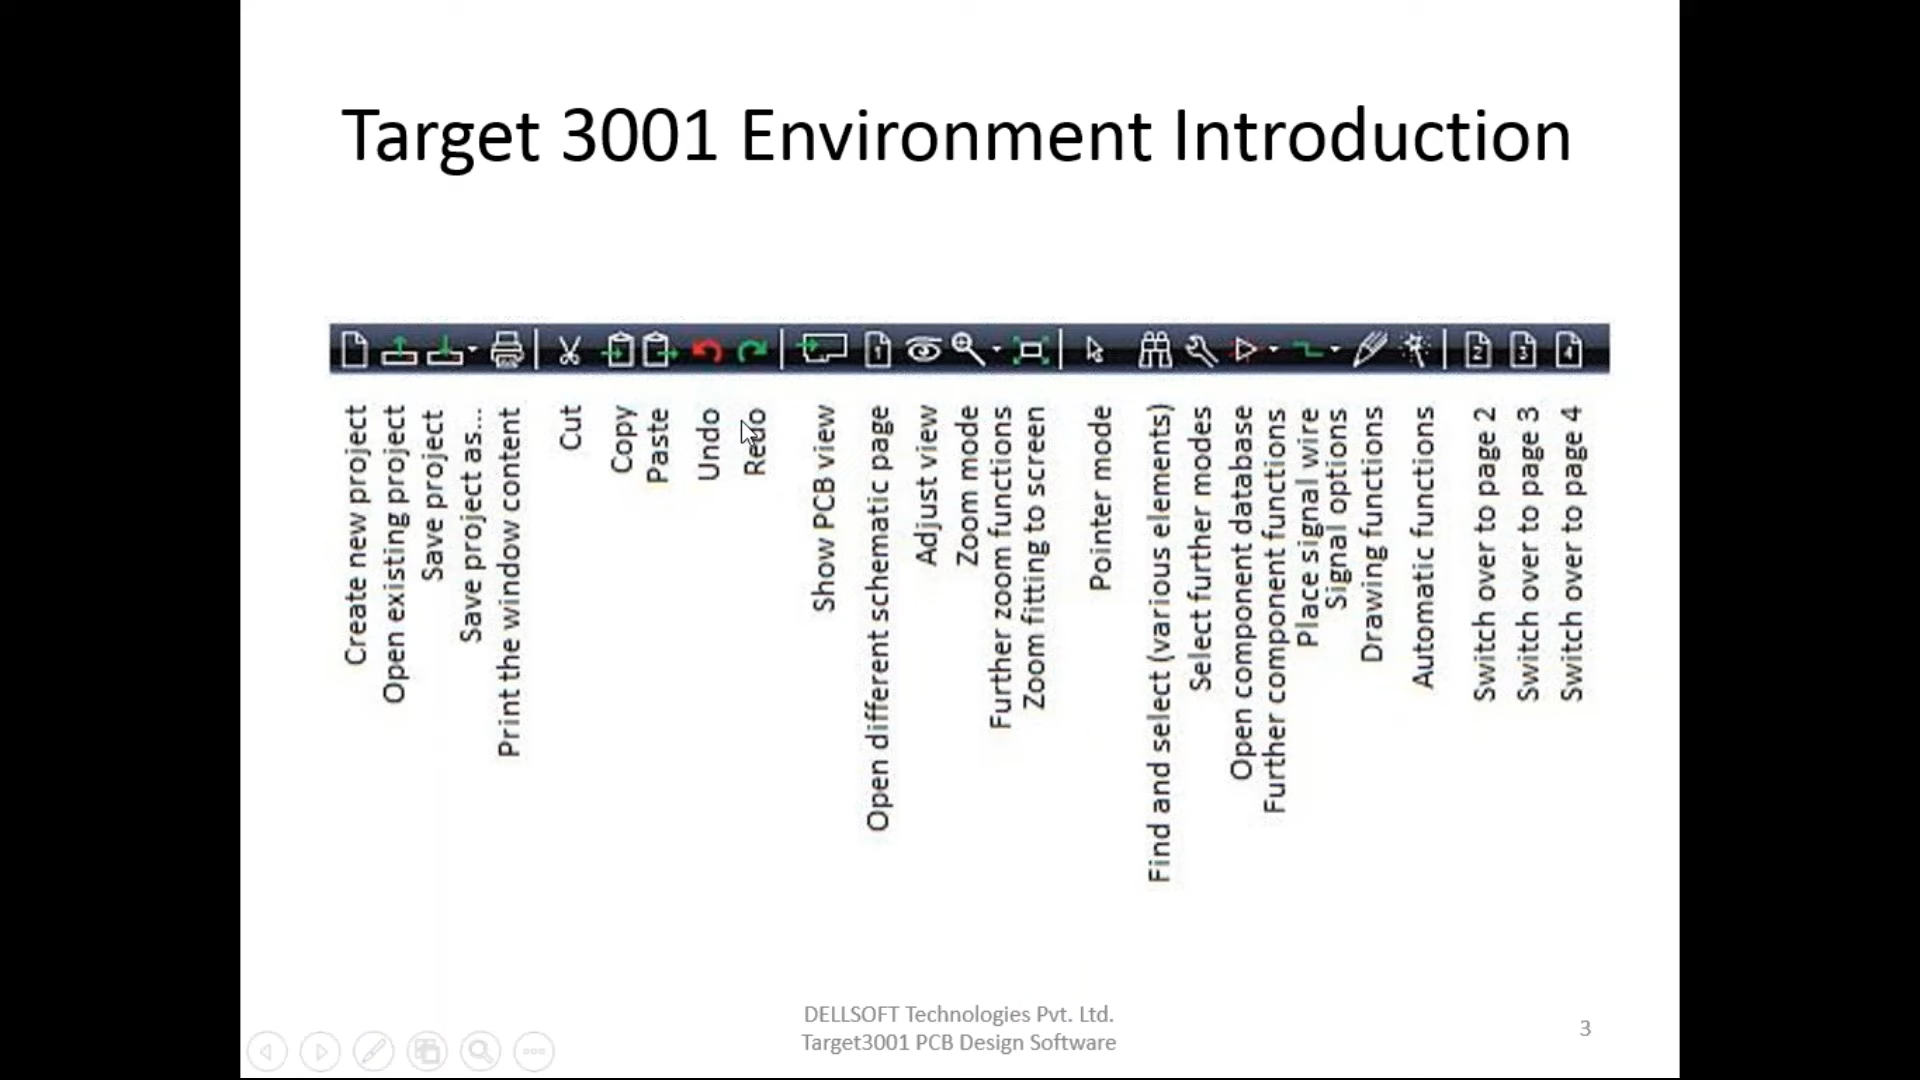 Target 3001 Environment Introduction
1
2
3
4
Create new project
Open existing project
Save project
Save project as...
Print the window content
Cut
Copy
Paste
Undo
Redo
Show PCB view
Open different schematic page
Adjust view
Zoom mode
Further zoom functions
Zoom fitting to screen
Pointer mode
Find and select (various elements)
Select further modes
Open component database
Further component functions
Place signal wire
Signal options
Drawing functions
Automatic functions
Switch over to page 2
Switch over to page 3
Switch over to page 4
DELLSOFT Technologies Pvt. Ltd.
Target3001 PCB Design Software
3